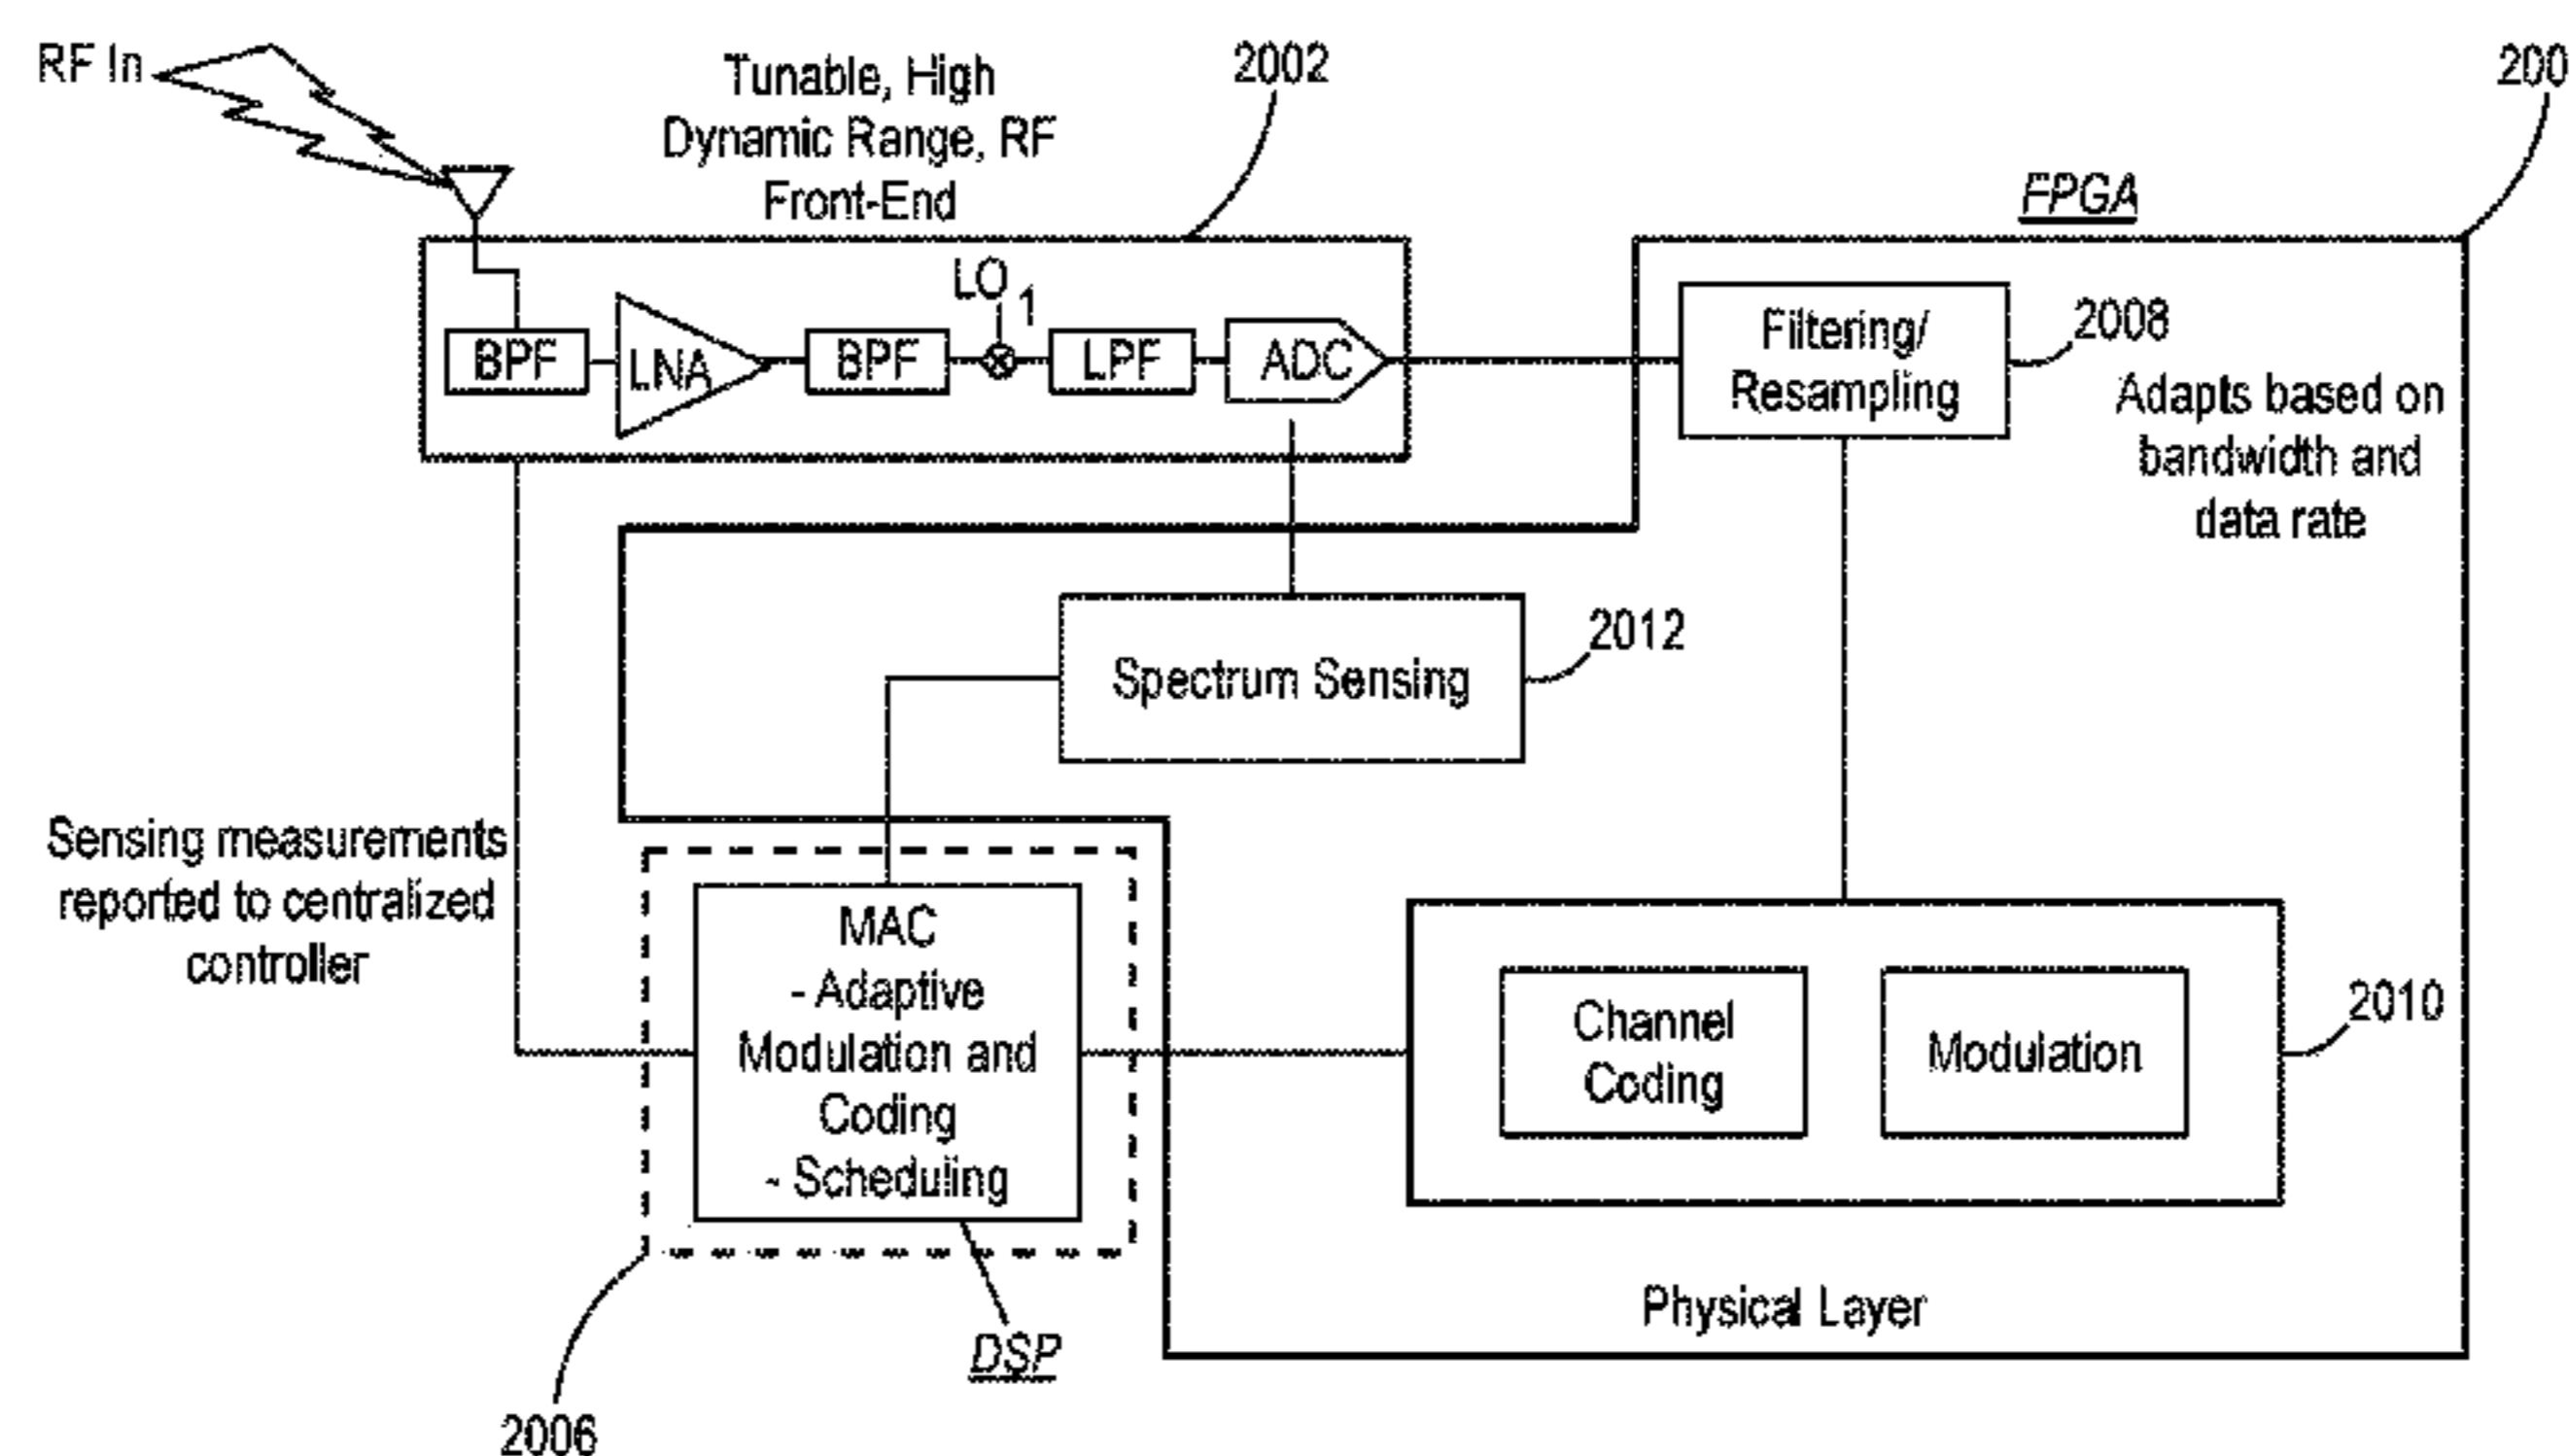 RF In
Tunable, High
Dynamic Range, RF
Front-End
2002
200
FPGA
LO 1
BPF
LNA
BPF
LPF
ADC
Filtering/
Resampling
2008
Adapts based on
bandwidth and
data rate
Spectrum Sensing
2012
Sensing measurements
reported to centralized
controller
MAC
- Adaptive
Modulation and
Coding
- Scheduling
Channel
Coding
Modulation
2010
Physical Layer
DSP
2006